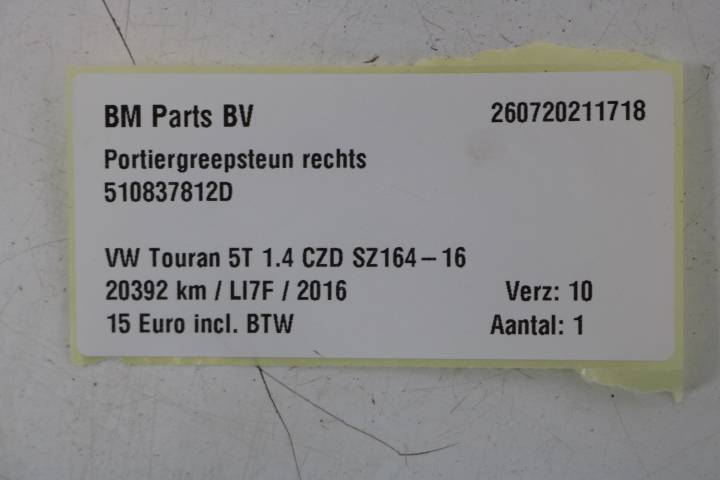 BM Parts BV 260720211718
Portiergreepsteun rechts
510837812D
VW Touran 5T 1.4 CZD SZ164-16
20392 km / LI7F / 2016 Verz: 10
15 Euro incl. BTW Aantal: 1